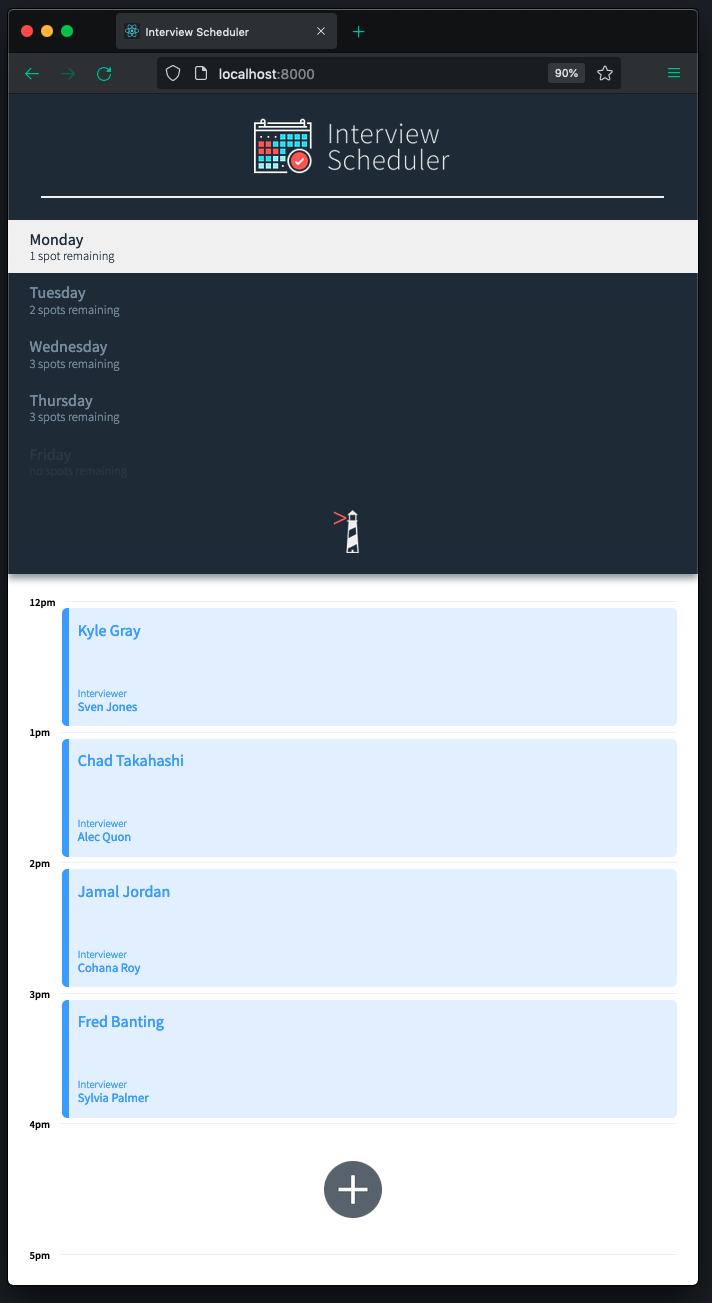 Interview Scheduler
localhost:8000
90%
Interview
Scheduler
Monday
1 spot remaining
Tuesday
2 spots remaining
Wednesday
3 spots remaining
Thursday
3 spots remaining
Friday
no spots remaining
12pm
Kyle Gray
Interviewer
Sven Jones
1pm
Chad Takahashi
Interviewer
Alec Quon
2pm
Jamal Jordan
Interviewer
Cohana Roy
3pm
Fred Banting
Interviewer
Sylvia Palmer
4pm
5pm